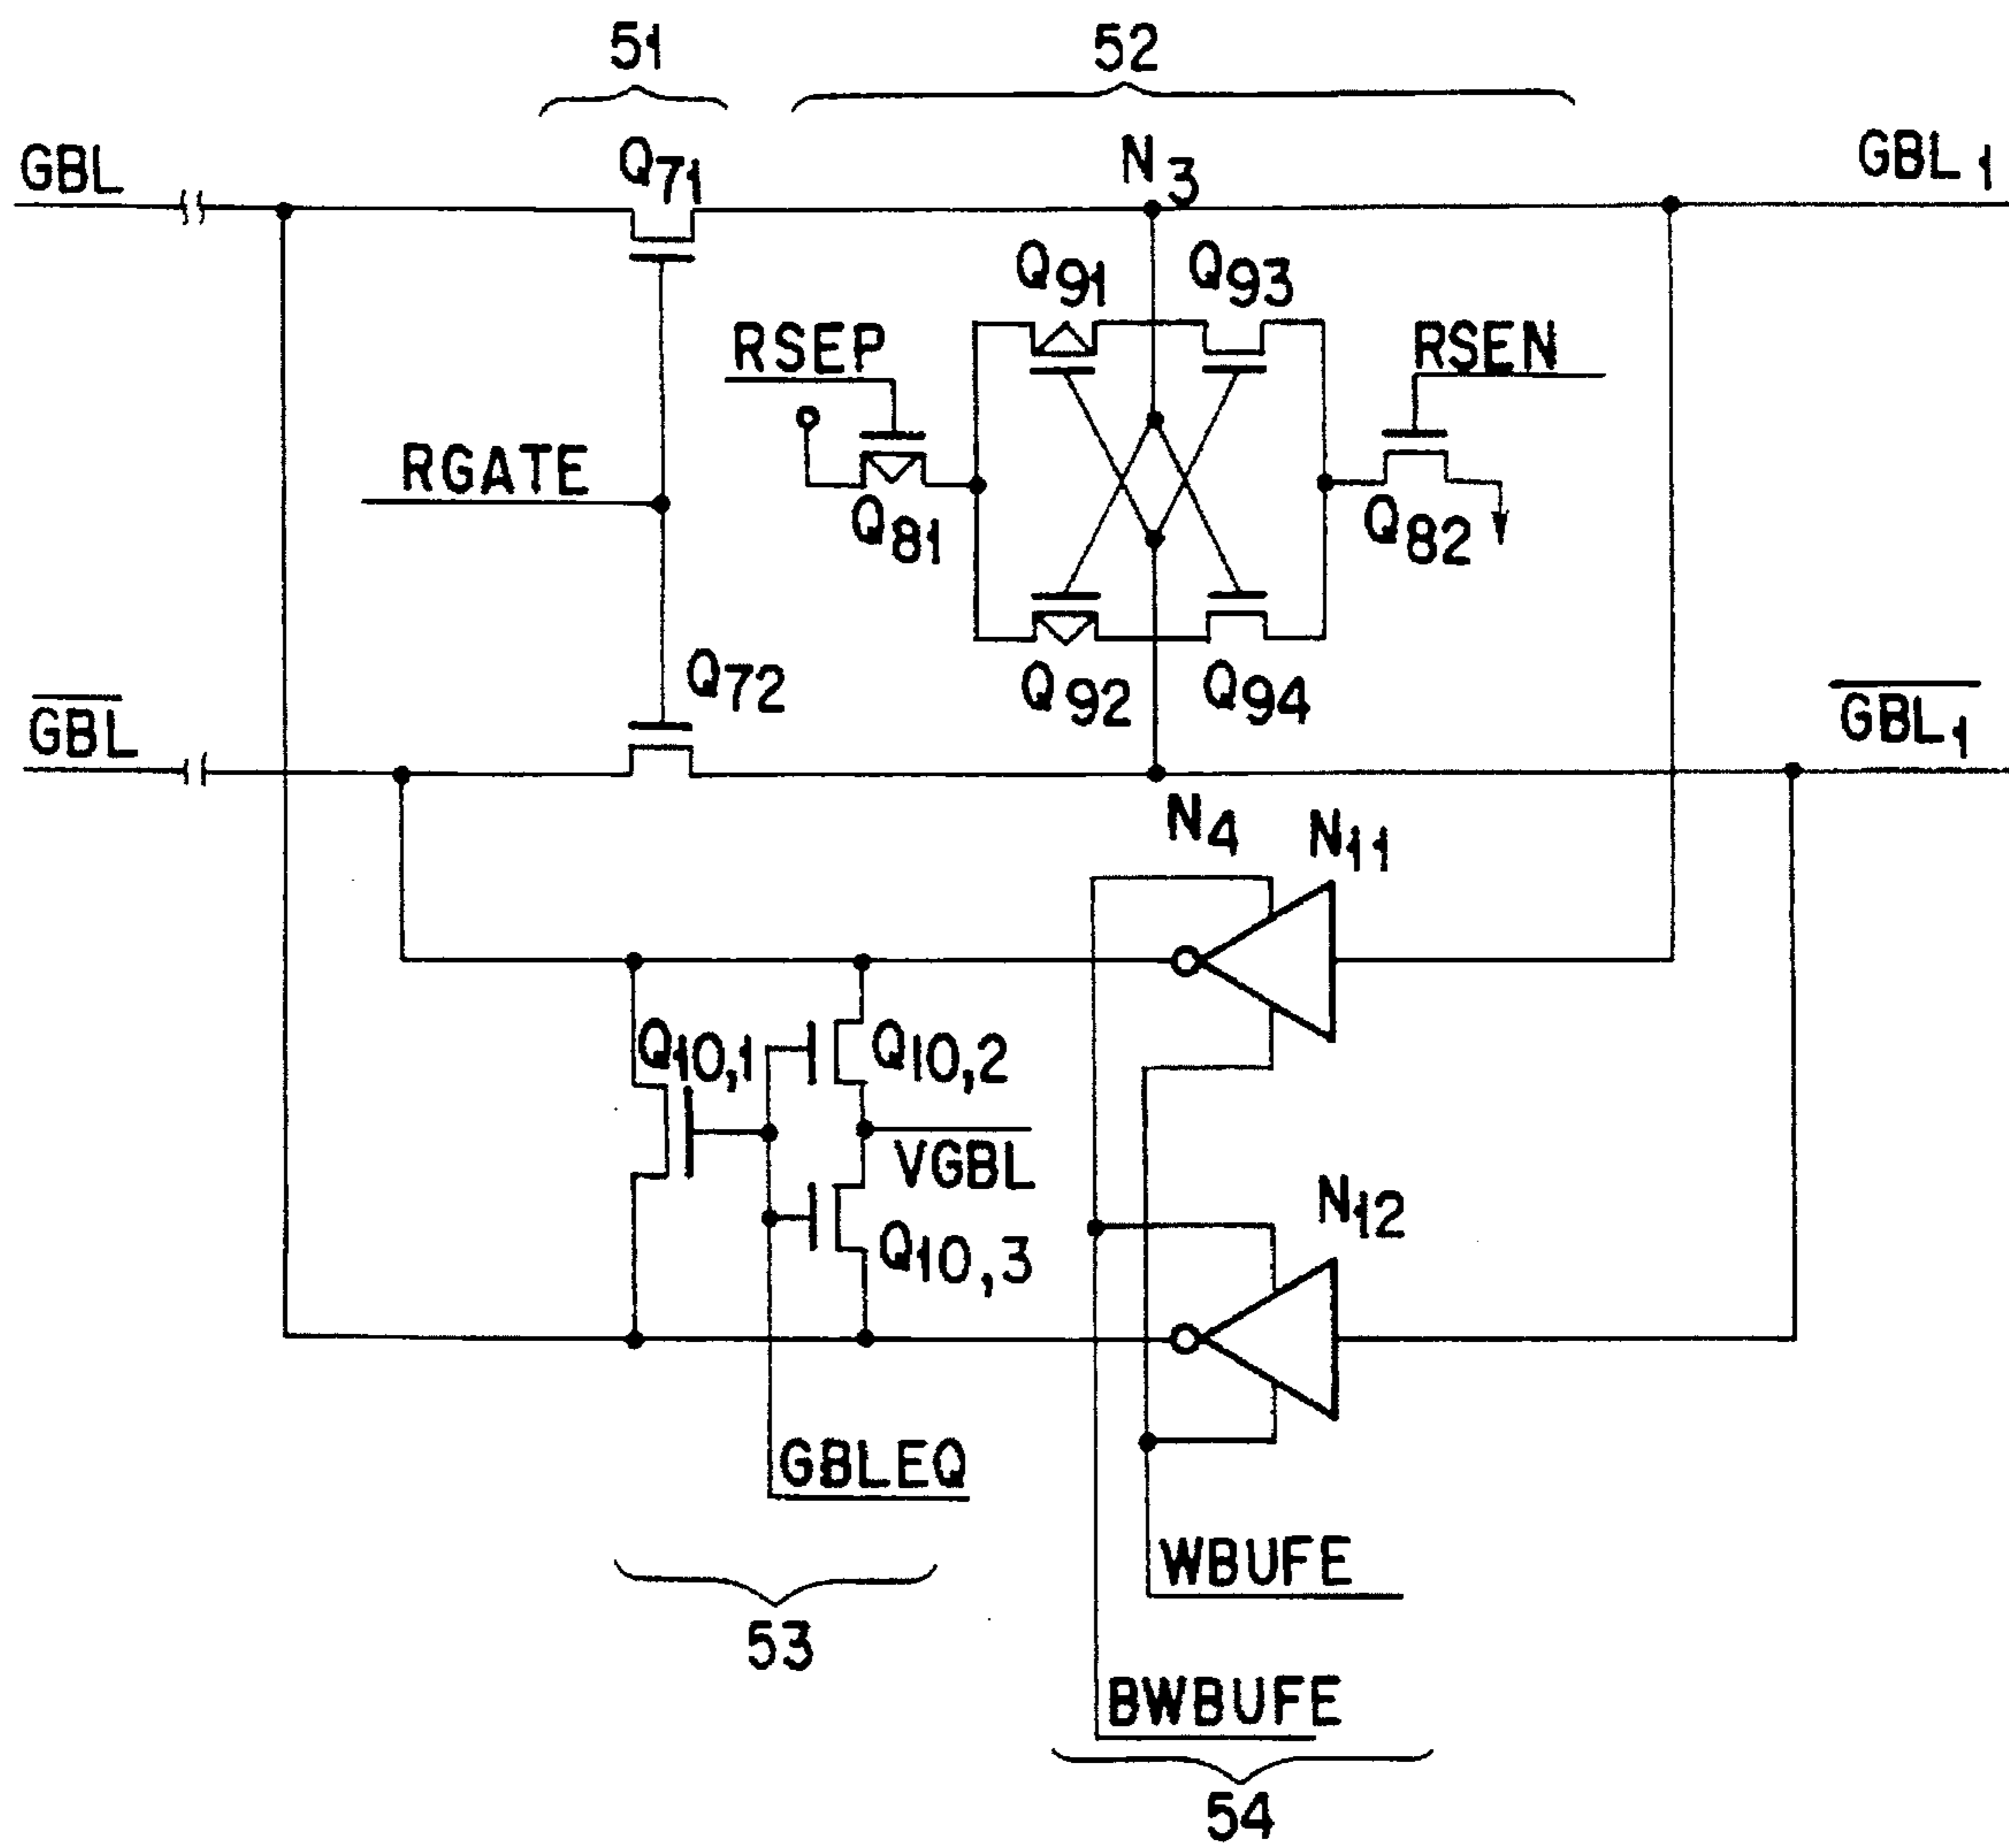 51
52
GBL
Q71
N3
GBL1
Q91
Q93
RSEP
RSEN
RGATE
Q81
Q82
Q72
Q92
Q94
GBL
GBL1
N4
N11
Q10,1
Q10,2
VGBL
N12
Q10,3
GBLEQ
WBUFE
53
BWBUFE
54